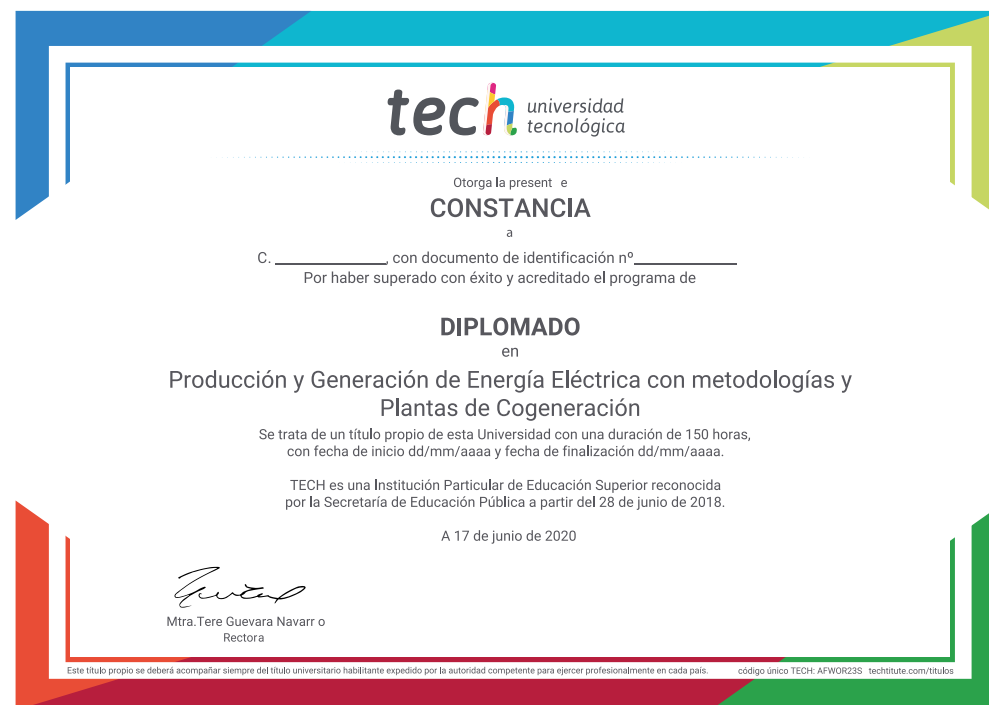 tech universidad
tecnológica
Otorga la present e
CONSTANCIA
a
C. ______________, con documento de identificación nº_____________
Por haber superado con éxito y acreditado el programa de
DIPLOMADO
en
Producción y Generación de Energía Eléctrica con metodologías y
Plantas de Cogeneración
Se trata de un título propio de esta Universidad con una duración de 150 horas,
con fecha de inicio dd/mm/aaaa y fecha de finalización dd/mm/aaaa.
TECH es una Institución Particular de Educación Superior reconocida
por la Secretaría de Educación Pública a partir del 28 de junio de 2018.
A 17 de junio de 2020
Mtra.Tere Guevara Navarr o
Rectora
Este título propio se deberá acompañar siempre del título universitario habilitante expedido por la autoridad competente para ejercer profesionalmente en cada país. código único TECH: AFWOR23S techtitute.com/titulos